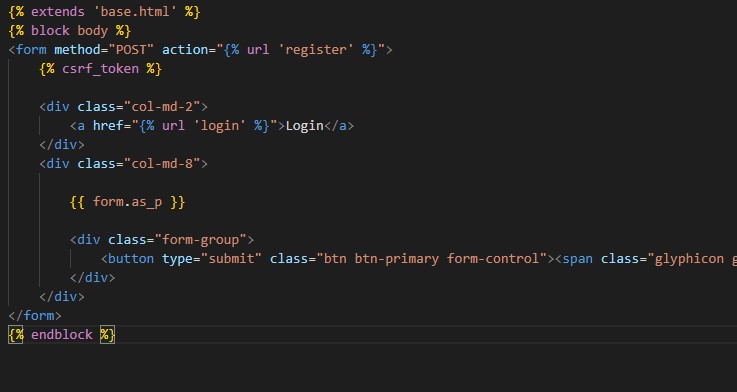 {% extends 'base.html' %}
{% block body %}
<form method="POST" action="{% url 'register' %}">
{% csrf_token %}
<div class="col-md-2">
<a href="{% url 'login' %}">Login</a>
</div>
<div class="col-md-8">
{{ form.as_p }}
<div class="form-group">
<button type="submit" class="btn btn-primary form-control"><span class="glyphicon g
</div>
</div>
</form>
{% endblock %}